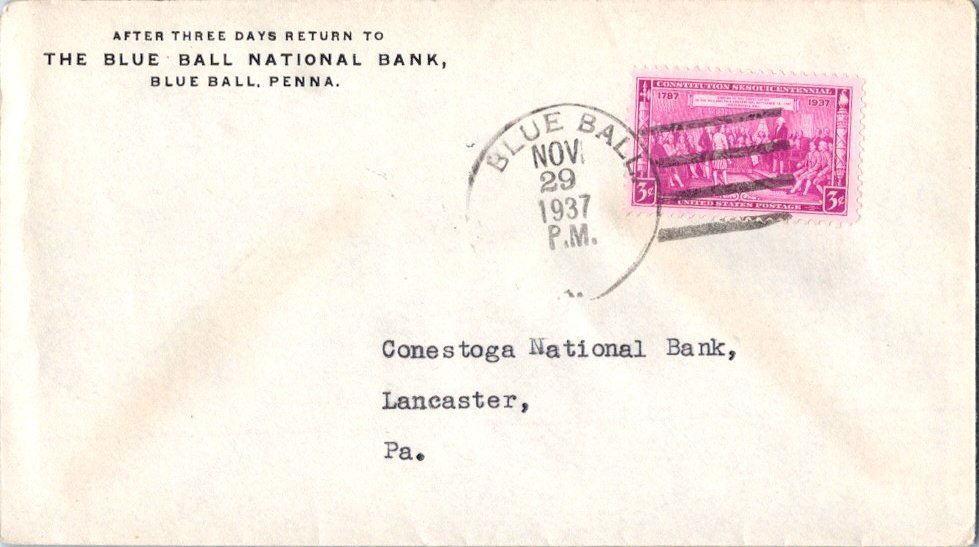 AFTER THREE DAYS RETURN TO
THE BLUE BALL NATIONAL BANK,
BLUE BALL, PENNA.
CONSTITUTION SESQUICENTENNIAL
1787 1937
3¢ 3¢
UNITED STATES POSTAGE
BLUE BALL
NOV
29
1937
P.M.
Conestoga National Bank,
Lancaster,
Pa.